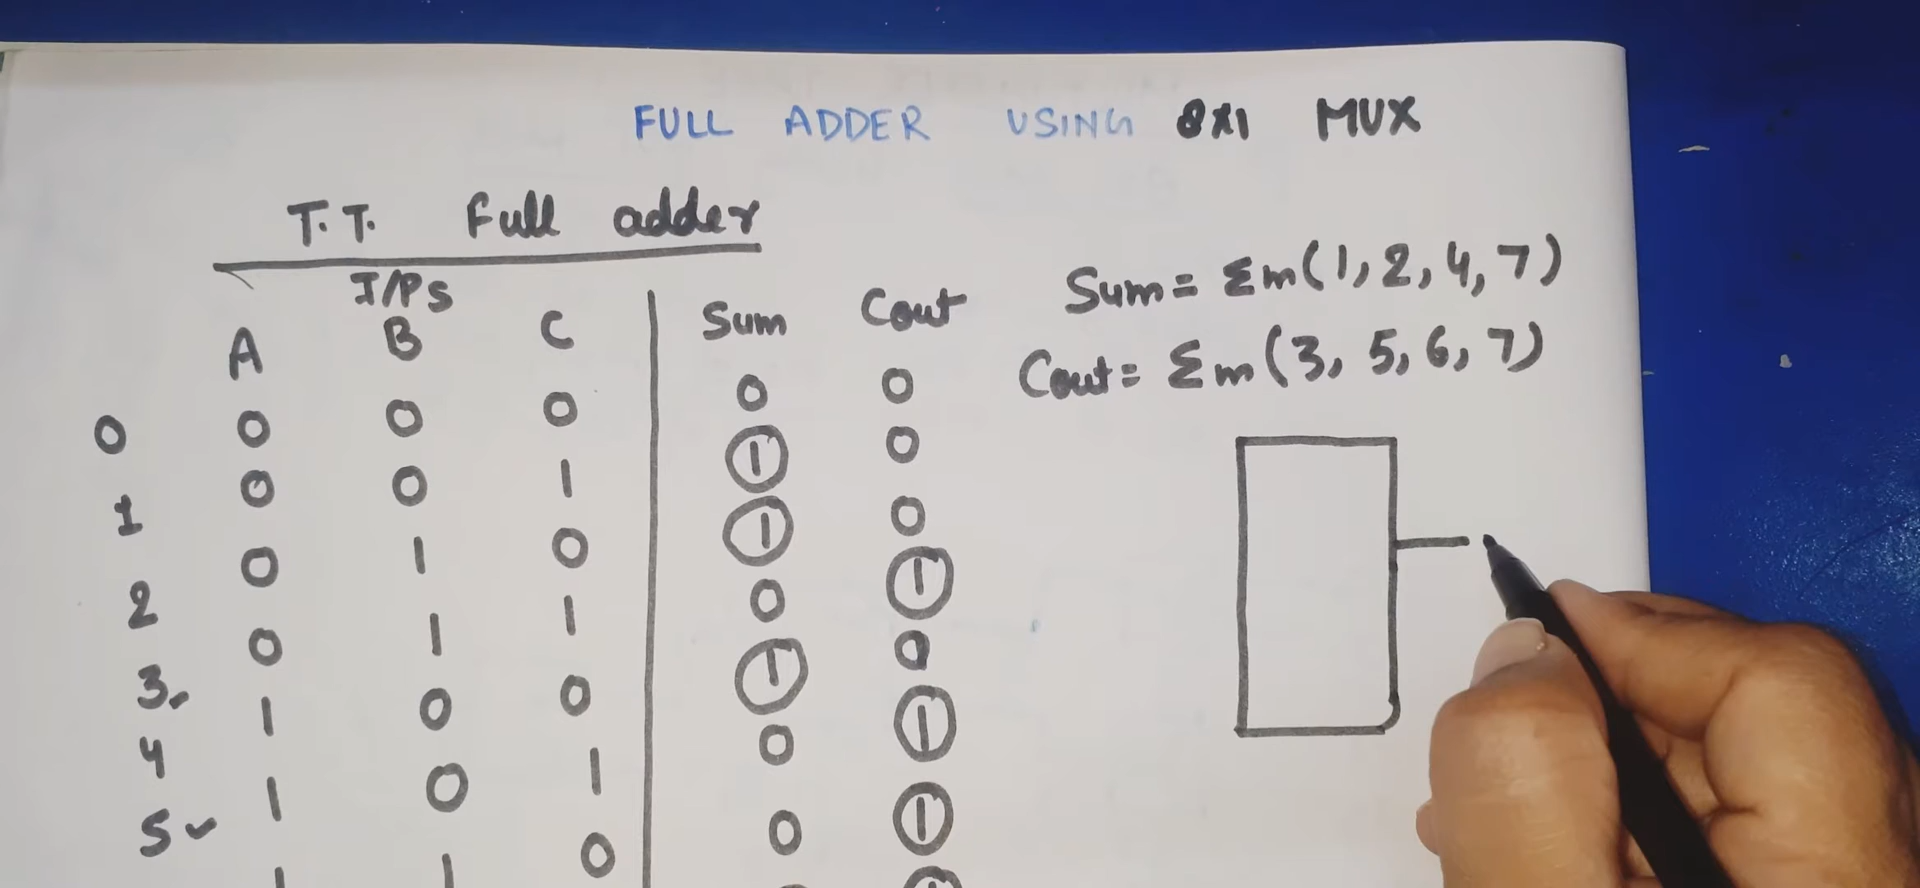 FULL ADDER USING 8x1 MUX
T.T. Full adder
I/Ps
A B C Sum Cout
0 0 0 0 0 0
1 0 0 1 1 0
2 0 1 0 1 0
3 0 1 1 0 1
4 1 0 0 1 0
5 1 0 1 0 1
1 1 0 0 1
Sum = Σm(1, 2, 4, 7)
Cout = Σm(3, 5, 6, 7)